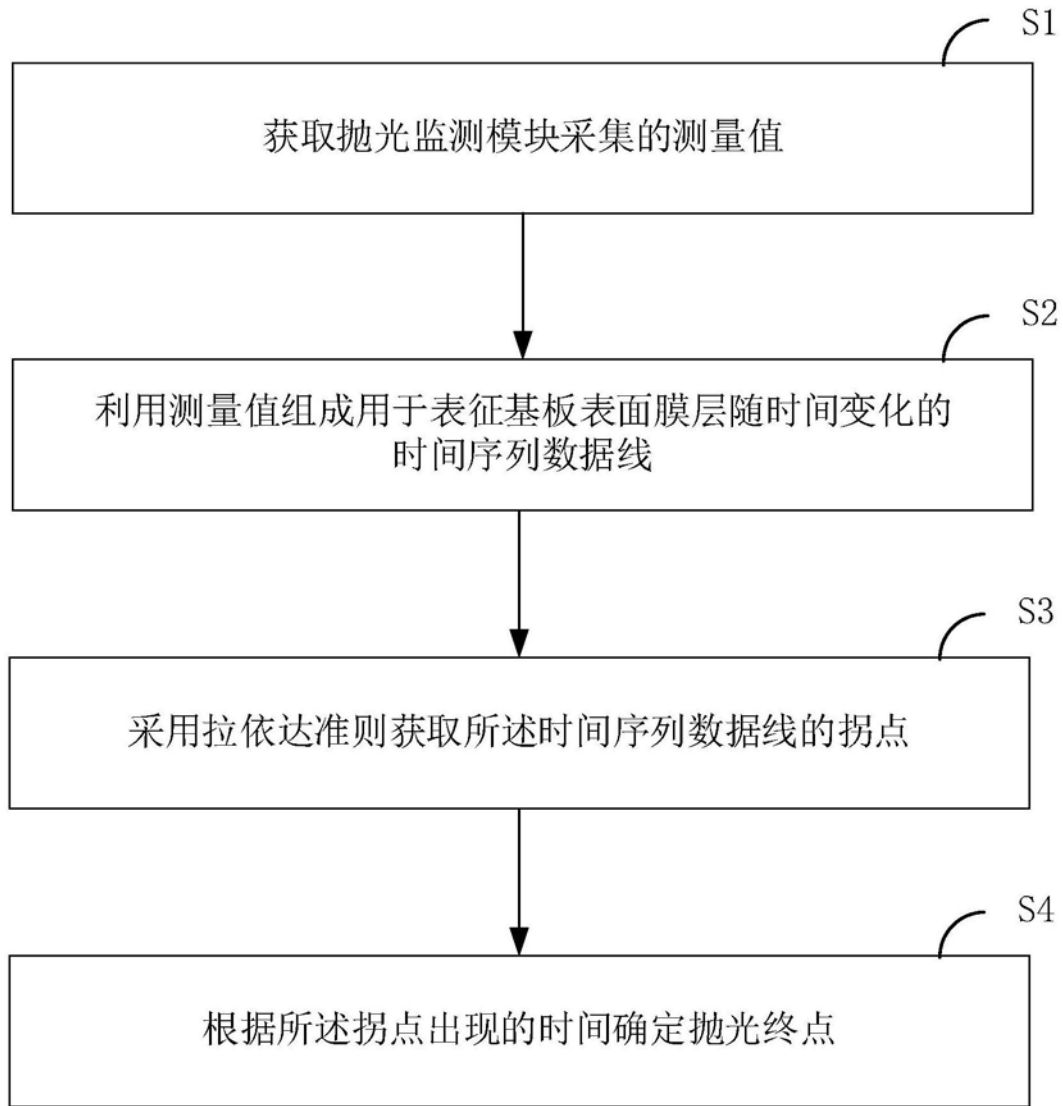 S1
获取抛光监测模块采集的测量值
S2
利用测量值组成用于表征基板表面膜层随时间变化的
时间序列数据线
S3
采用拉依达准则获取所述时间序列数据线的拐点
S4
根据所述拐点出现的时间确定抛光终点